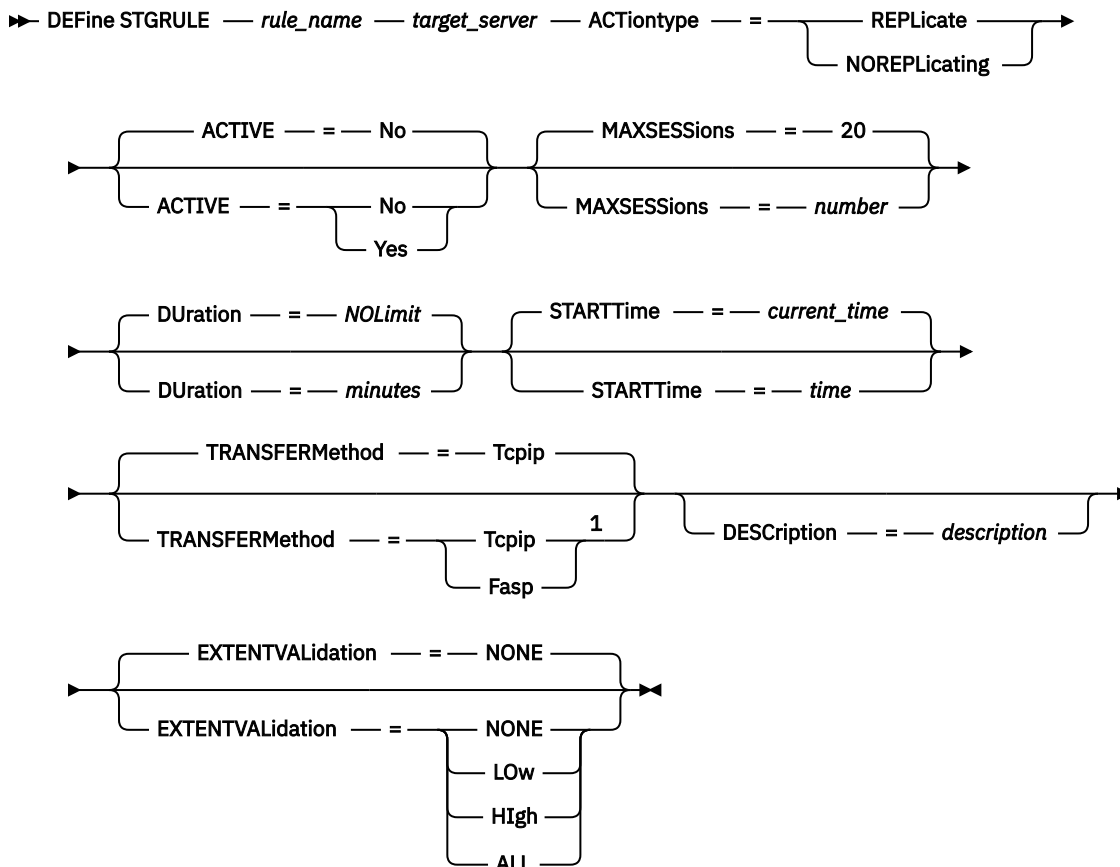 DEFine STGRULE rule_name target_server ACTiontype = REPLicate
NOREPLicating
ACTIVE = No MAXSESSions = 20
ACTIVE = No MAXSESSions = number
Yes
DUration = NOLimit STARTTime = current_time
DUration = minutes STARTTime = time
TRANSFERMethod = Tcpip
TRANSFERMethod = Tcpip 1 DESCription = description
Fasp
EXTENTVALidation = NONE
EXTENTVALidation = NONE
LOw
HIgh
ALL